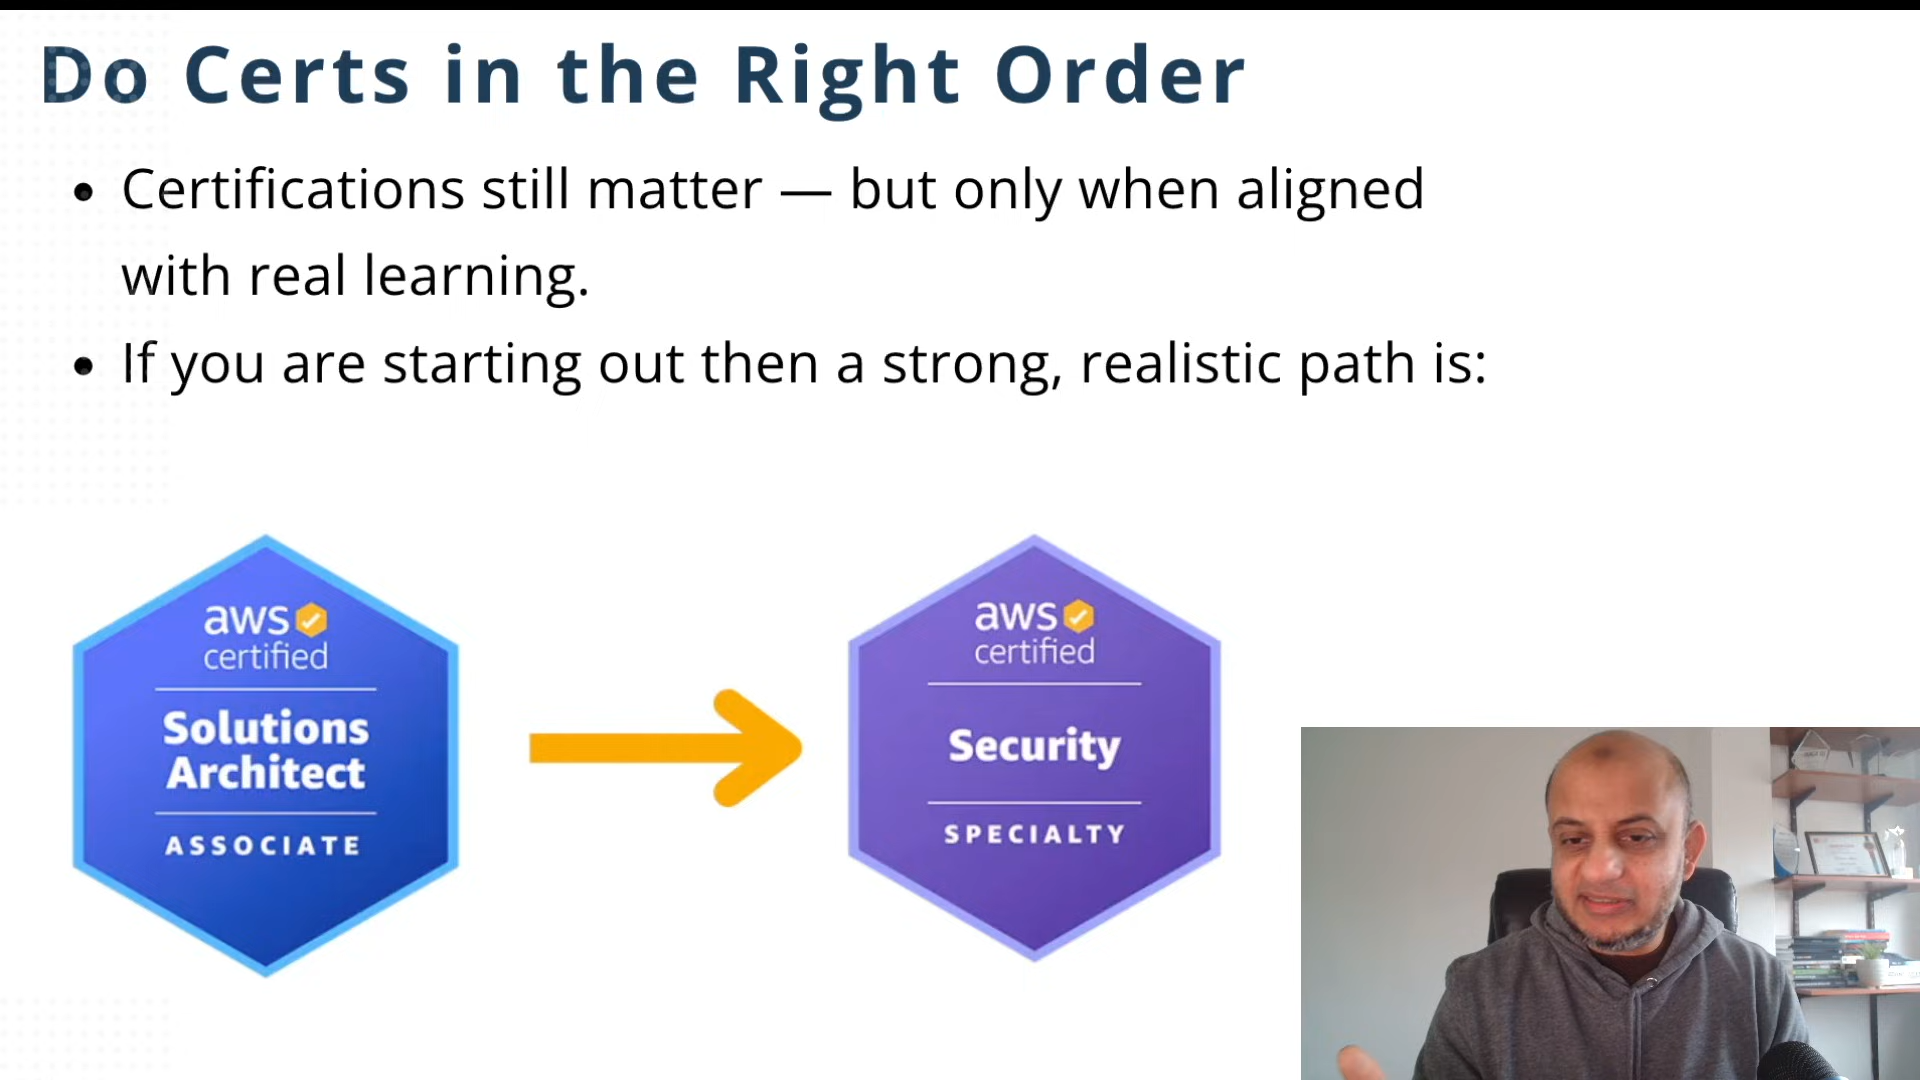 Do Certs in the Right Order
• Certifications still matter — but only when aligned
with real learning.
• If you are starting out then a strong, realistic path is:
aws
certified
Solutions
Architect
ASSOCIATE
aws
certified
Security
SPECIALTY